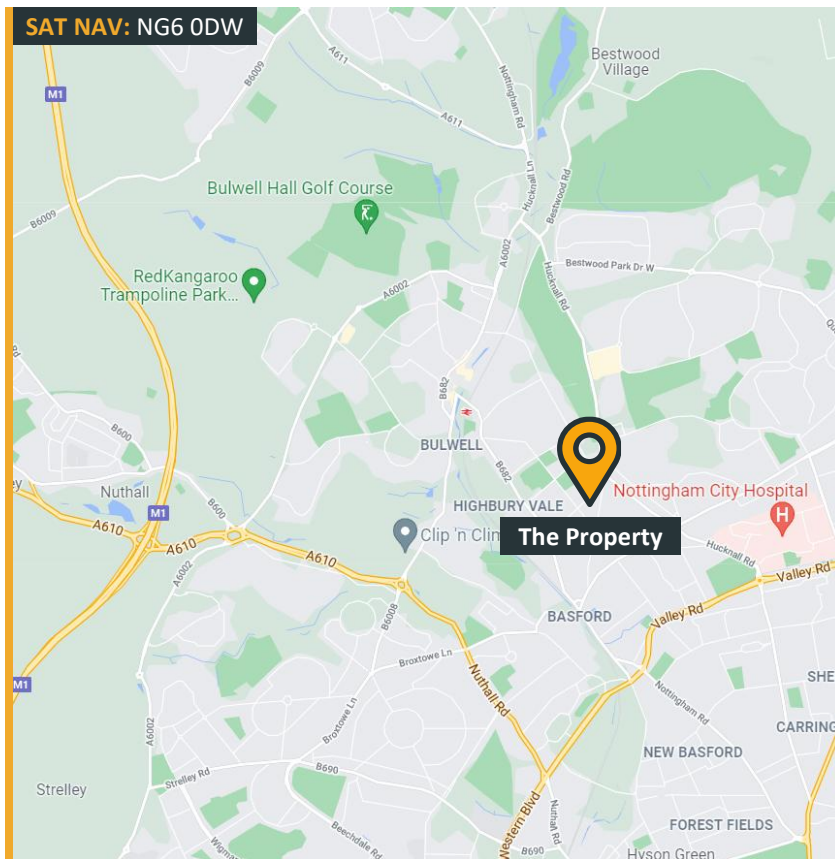 SAT NAV: NG6 0DW
Bestwood
Village
A611
Nottingham Rd
B6009
M1
A611
Hucknall Ln
Bestwood Rd
Bulwell Hall Golf Course
B6009
A6002
Bestwood Park Dr W
RedKangaroo
Trampoline Park...
A6002
Hucknall Rd
B682
B600
BULWELL
B682
Nuthall
B600
M1
HIGHBURY VALE
Nottingham City Hospital
H
A610
A610
Clip 'n Clim
The Property
Hucknall Rd
A610
A6002
Valley Rd
B6008
BASFORD
Valley Rd
Broxtowe Ln
Nuthall Rd
SHE
M1
Nottingham Rd
A6002
Broxtowe Ln
CARRING
NEW BASFORD
B690
Strelley Rd
Strelley
Western Blvd
Nuthall Rd
FOREST FIELDS
Beechdale Rd
B690
Hyson Green